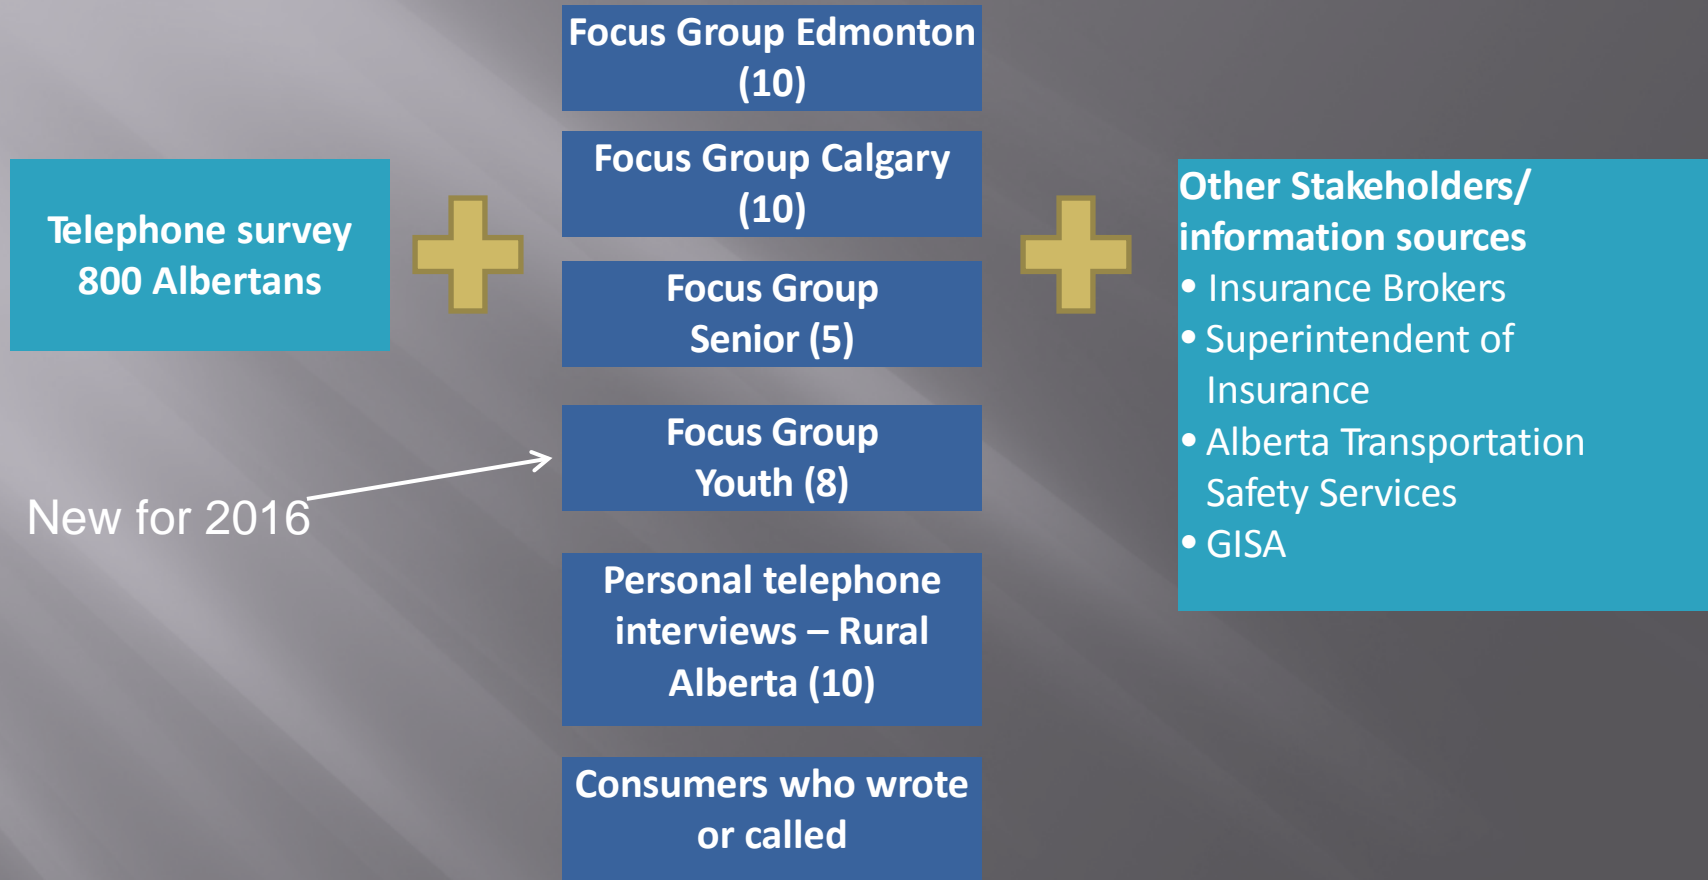 Telephone survey
800 Albertans
New for 2016
Focus Group Edmonton
(10)
Focus Group Calgary
(10)
Focus Group
Senior (5)
Focus Group
Youth (8)
Personal telephone
interviews – Rural
Alberta (10)
Consumers who wrote
or called
Other Stakeholders/
information sources
• Insurance Brokers
• Superintendent of
Insurance
• Alberta Transportation
Safety Services
• GISA